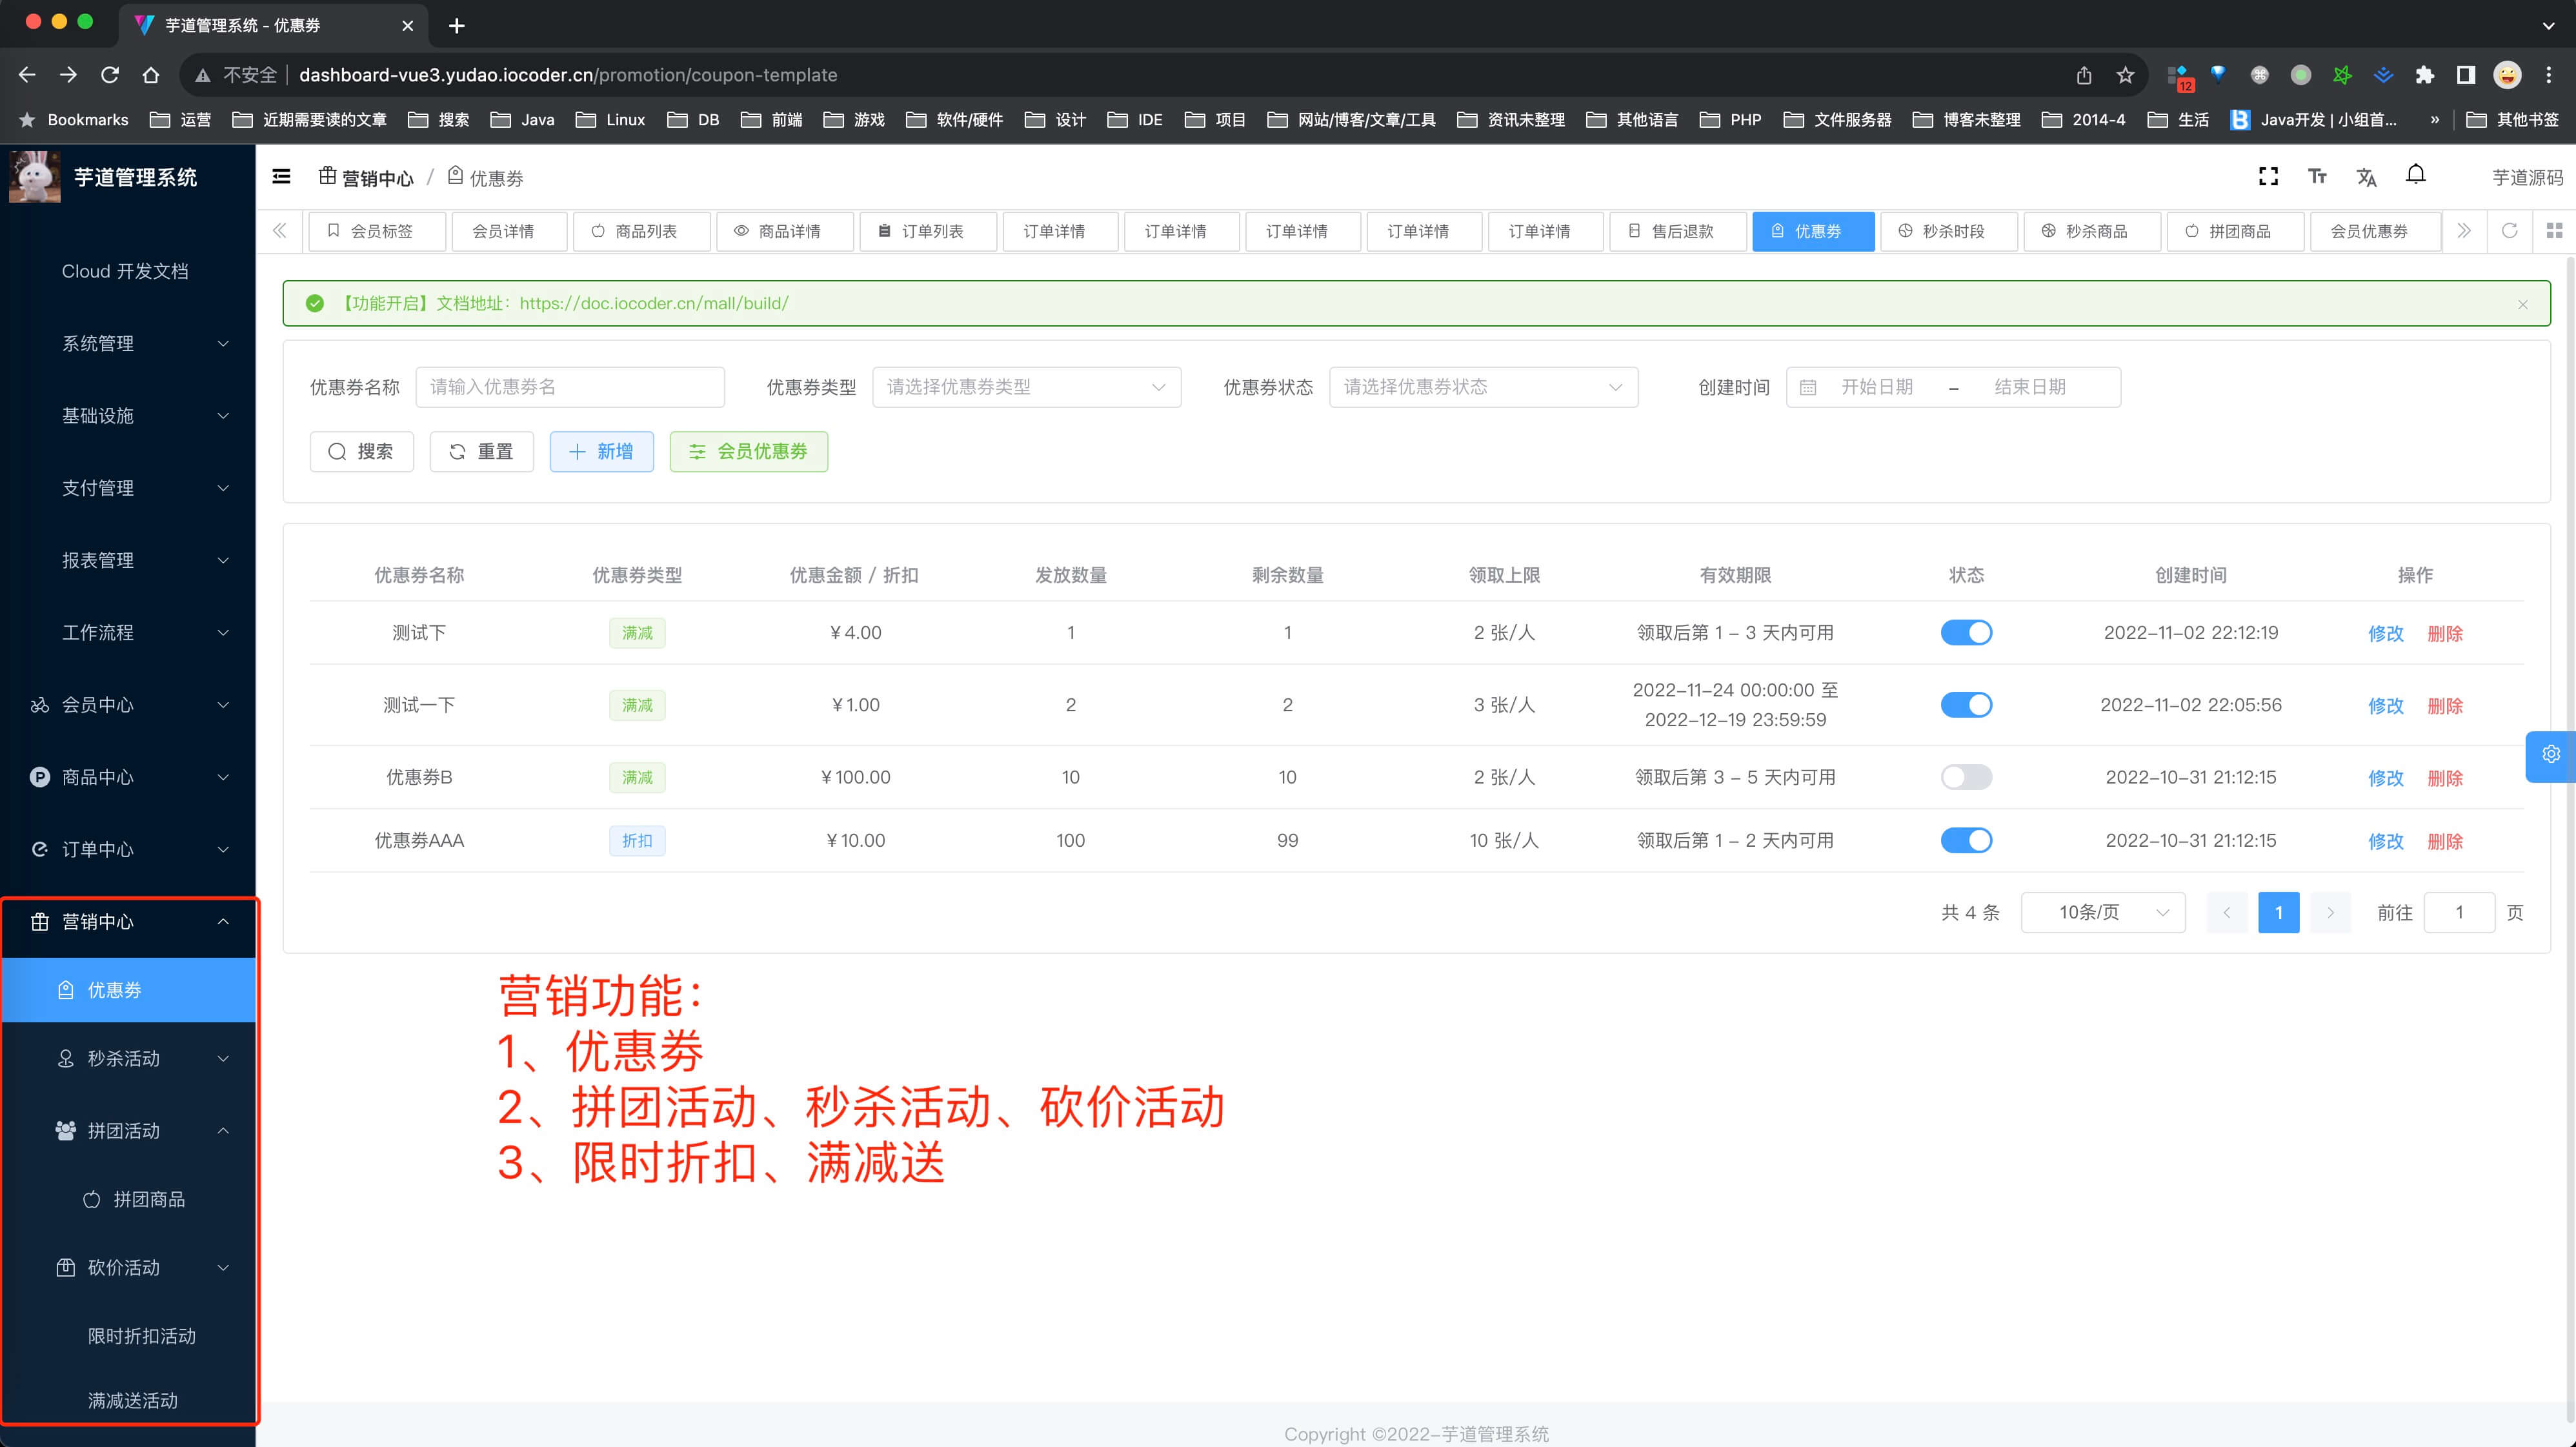 芋道管理系统 - 优惠劵
不安全 dashboard-vue3.yudao.iocoder.cn/promotion/coupon-template
12
Bookmarks 运营 近期需要读的文章 搜索 Java Linux DB 前端 游戏 软件/硬件 设计 IDE 项目 网站/博客/文章/工具 资讯未整理 其他语言 PHP 文件服务器 博客未整理 2014-4 生活 Java开发 | 小组首... » 其他书签
芋道管理系统
营销中心 / 优惠劵
芋道源码
会员标签 会员详情 商品列表 商品详情 订单列表 订单详情 订单详情 订单详情 订单详情 订单详情 售后退款 优惠劵 秒杀时段 秒杀商品 拼团商品 会员优惠劵
Cloud 开发文档
系统管理
基础设施
支付管理
报表管理
工作流程
会员中心
商品中心
订单中心
营销中心
优惠劵
秒杀活动
拼团活动
拼团商品
砍价活动
限时折扣活动
满减送活动
【功能开启】文档地址：https://doc.iocoder.cn/mall/build/
优惠券名称 请输入优惠劵名 优惠券类型 请选择优惠券类型 优惠券状态 请选择优惠券状态 创建时间 开始日期 - 结束日期
搜索 重置 新增 会员优惠劵
优惠券名称 优惠券类型 优惠金额 / 折扣 发放数量 剩余数量 领取上限 有效期限 状态 创建时间 操作
测试下 满减 ￥4.00 1 1 2 张/人 领取后第 1 - 3 天内可用 2022-11-02 22:12:19 修改 删除
测试一下 满减 ￥1.00 2 2 3 张/人 2022-11-24 00:00:00 至
2022-12-19 23:59:59 2022-11-02 22:05:56 修改 删除
优惠劵B 满减 ￥100.00 10 10 2 张/人 领取后第 3 - 5 天内可用 2022-10-31 21:12:15 修改 删除
优惠劵AAA 折扣 ￥10.00 100 99 10 张/人 领取后第 1 - 2 天内可用 2022-10-31 21:12:15 修改 删除
共 4 条 10条/页 1 前往 1 页
营销功能：
1、优惠劵
2、拼团活动、秒杀活动、砍价活动
3、限时折扣、满减送
Copyright ©2022-芋道管理系统